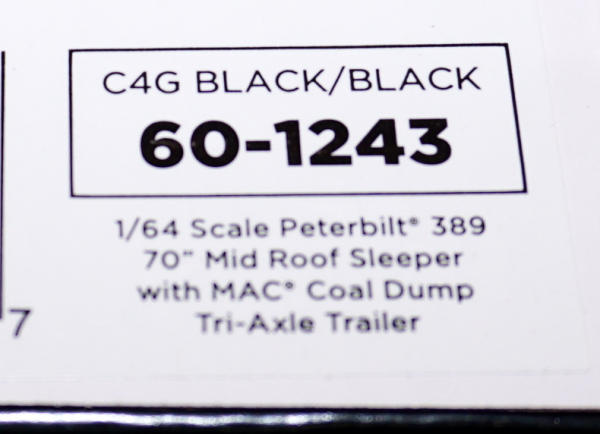 C4G BLACK/BLACK
60-1243
1/64 Scale Peterbilt® 389
70" Mid Roof Sleeper
with MAC® Coal Dump
Tri-Axle Trailer
7